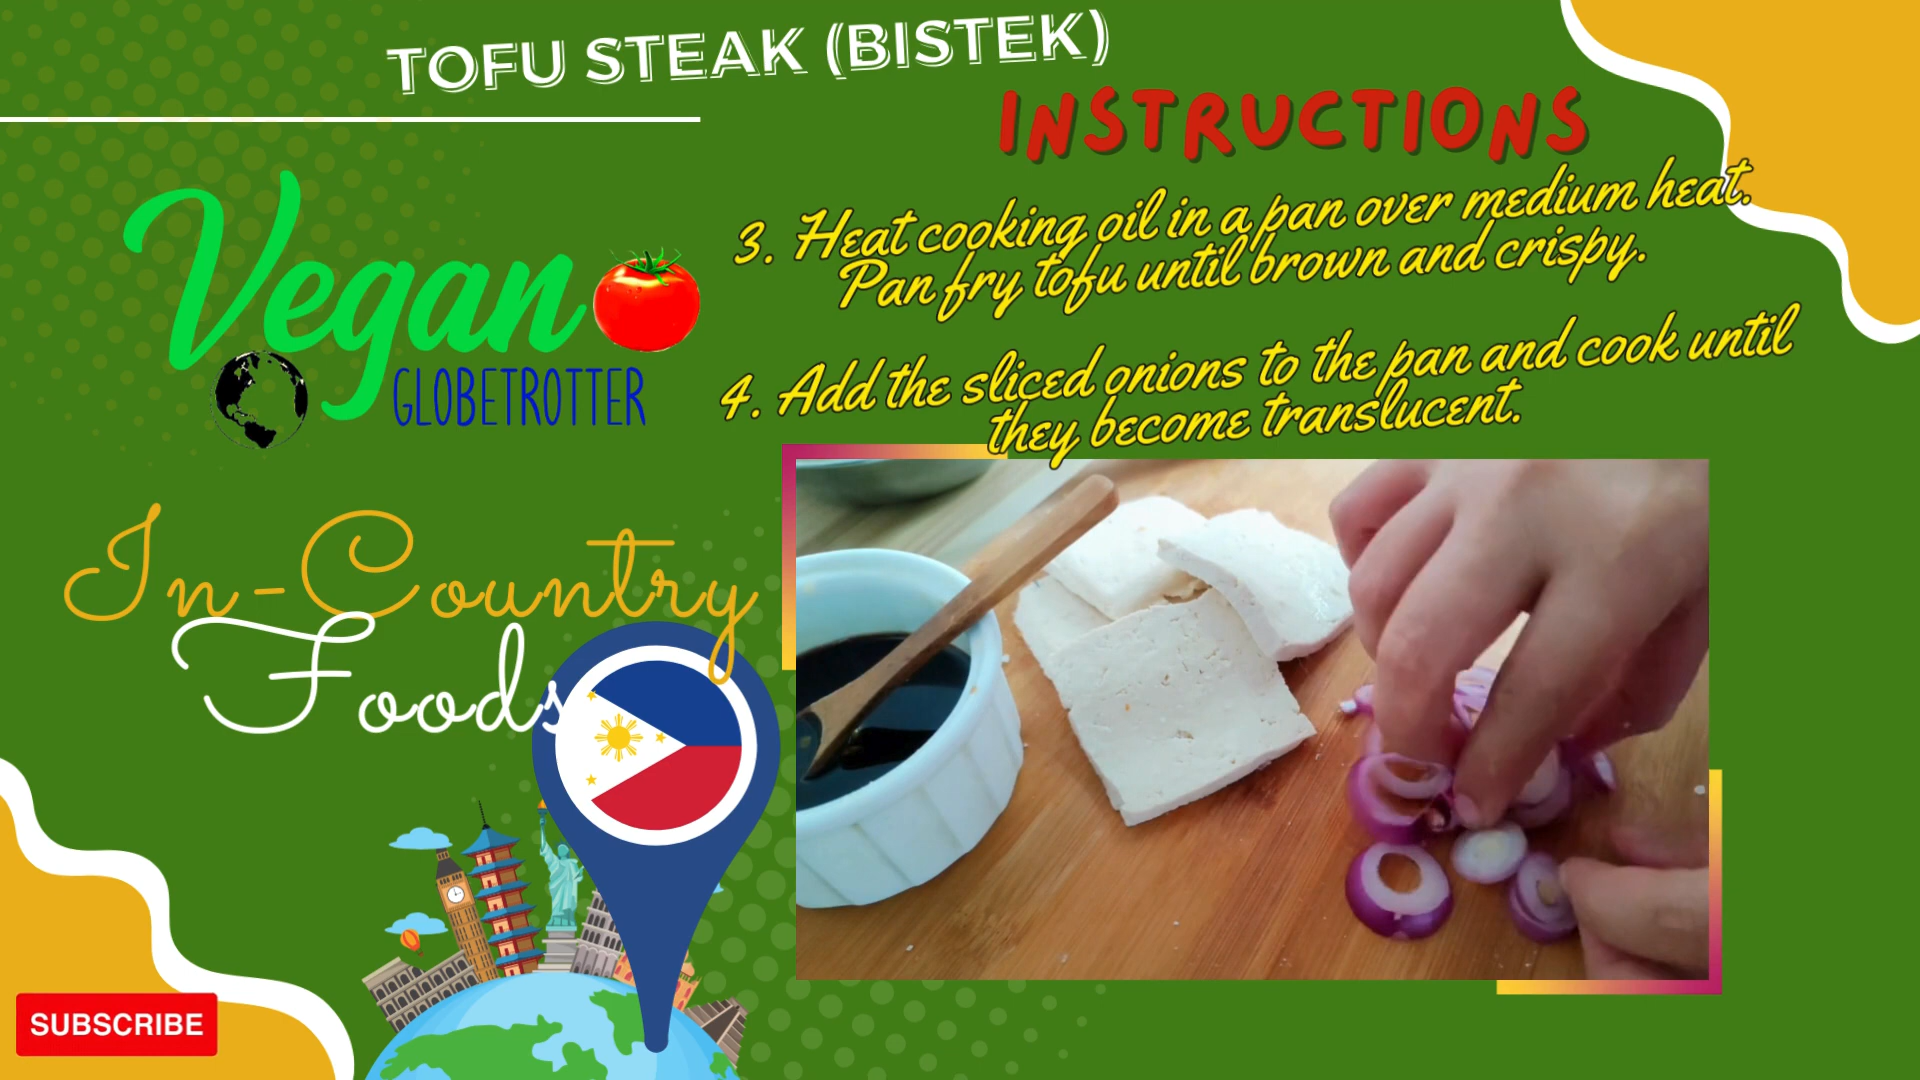 TOFU STEAK (BISTEK)
INSTRUCTIONS
3. Heat cooking oil in a pan over medium heat.
Pan fry tofu until brown and crispy.
4. Add the sliced onions to the pan and cook until
they become translucent.
Vegan
GLOBETROTTER
In-Country
Foods
SUBSCRIBE